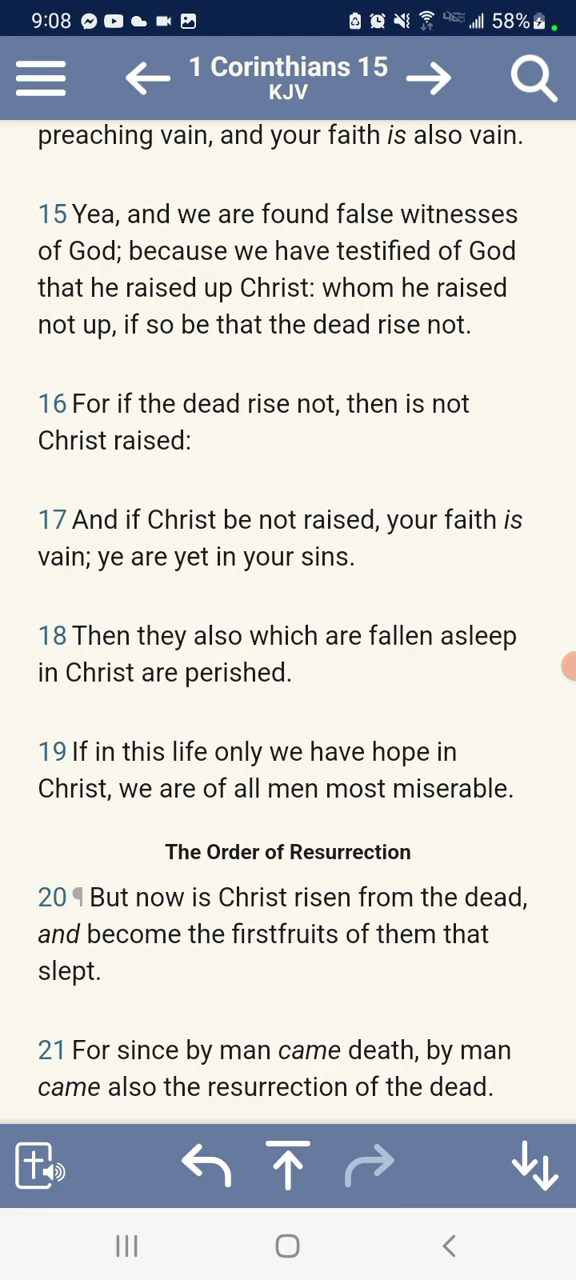 9:08
58%
1 Corinthians 15
KJV
preaching vain, and your faith is also vain.
15 Yea, and we are found false witnesses
of God; because we have testified of God
that he raised up Christ: whom he raised
not up, if so be that the dead rise not.
16 For if the dead rise not, then is not
Christ raised:
17 And if Christ be not raised, your faith is
vain; ye are yet in your sins.
18 Then they also which are fallen asleep
in Christ are perished.
19 If in this life only we have hope in
Christ, we are of all men most miserable.
The Order of Resurrection
20 ¶ But now is Christ risen from the dead,
and become the firstfruits of them that
slept.
21 For since by man came death, by man
came also the resurrection of the dead.